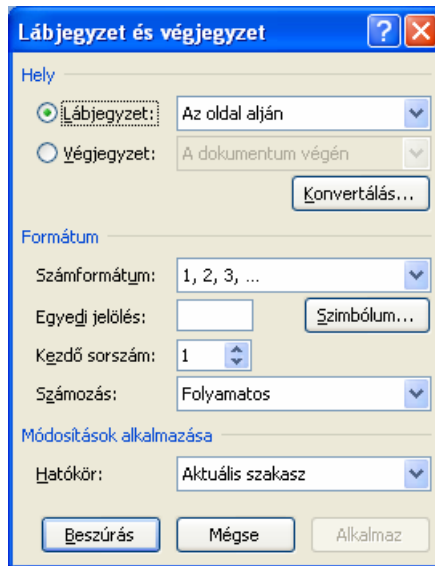 Lábjegyzet és végjegyzet
Hely
Lábjegyzet: Az oldal alján
Végjegyzet: A dokumentum végén
Konvertálás...
Formátum
Számformátum: 1, 2, 3, ...
Egyedi jelölés: Szimbólum...
Kezdő sorszám: 1
Számozás: Folyamatos
Módosítások alkalmazása
Hatókör: Aktuális szakasz
Beszúrás Mégse Alkalmaz